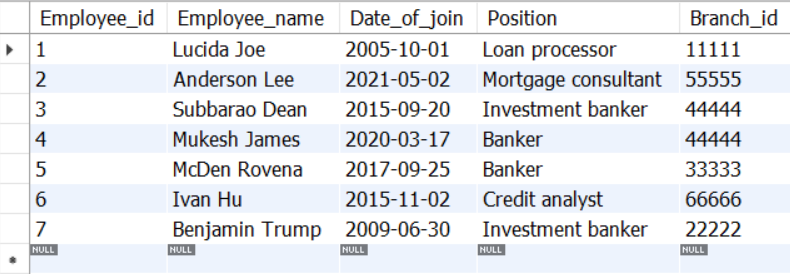 Employee_id Employee_name Date_of_join Position Branch_id
1 Lucida Joe 2005-10-01 Loan processor 11111
2 Anderson Lee 2021-05-02 Mortgage consultant 55555
3 Subbarao Dean 2015-09-20 Investment banker 44444
4 Mukesh James 2020-03-17 Banker 44444
5 McDen Rovena 2017-09-25 Banker 33333
6 Ivan Hu 2015-11-02 Credit analyst 66666
7 Benjamin Trump 2009-06-30 Investment banker 22222
NULL NULL NULL NULL NULL